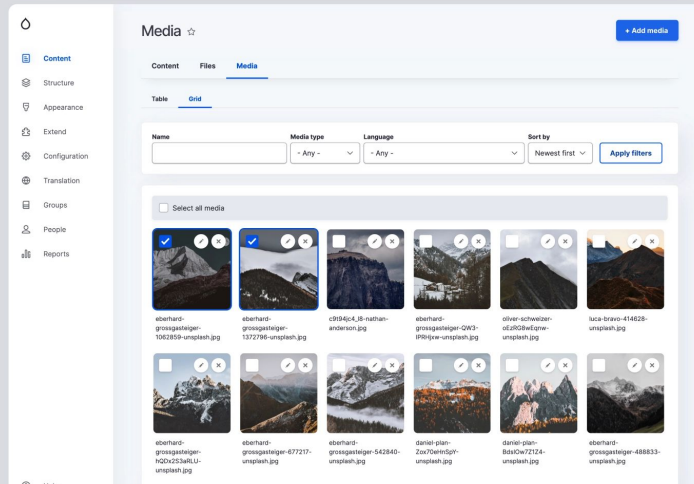 Media
+ Add media
Content
Structure
Appearance
Extend
Configuration
Translation
Groups
People
Reports
Content Files Media
Table Grid
Name Media type Language Sort by
- Any - - Any - Newest first Apply filters
Select all media
eberhard-
grossgasteiger-
1062859-unsplash.jpg
eberhard-
grossgasteiger-
1372796-unsplash.jpg
c9t94jc4_l8-nathan-
anderson.jpg
eberhard-
grossgasteiger-QW3-
IPRHjxw-unsplash.jpg
oliver-schweizer-
oEzRG8wEqnw-
unsplash.jpg
luca-bravo-414628-
unsplash.jpg
eberhard-
grossgasteiger-
hQDx2S3aRLU-
unsplash.jpg
eberhard-
grossgasteiger-677217-
unsplash.jpg
eberhard-
grossgasteiger-542840-
unsplash.jpg
daniel-plan-
Zox70eHnSpY-
unsplash.jpg
daniel-plan-
BdsIOw7Z1Z4-
unsplash.jpg
eberhard-
grossgasteiger-488833-
unsplash.jpg